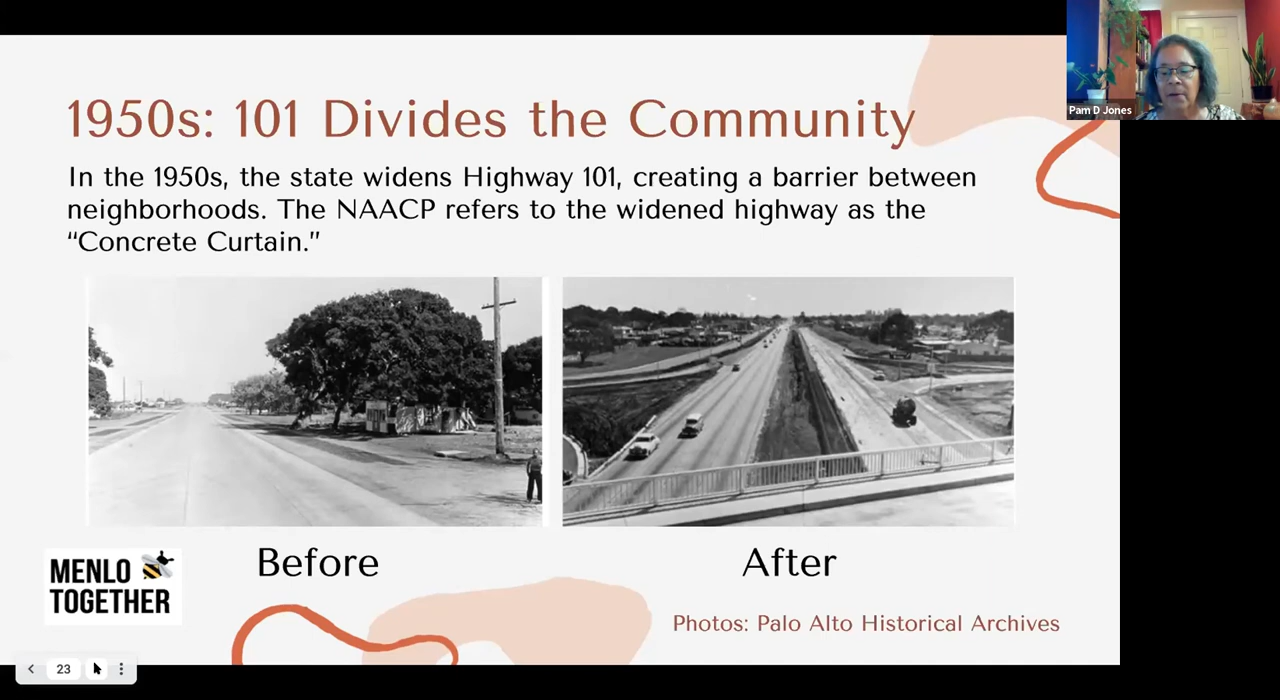 Pam D Jones
1950s: 101 Divides the Community
In the 1950s, the state widens Highway 101, creating a barrier between
neighborhoods. The NAACP refers to the widened highway as the
“Concrete Curtain.”
Before
After
MENLO
TOGETHER
Photos: Palo Alto Historical Archives
23